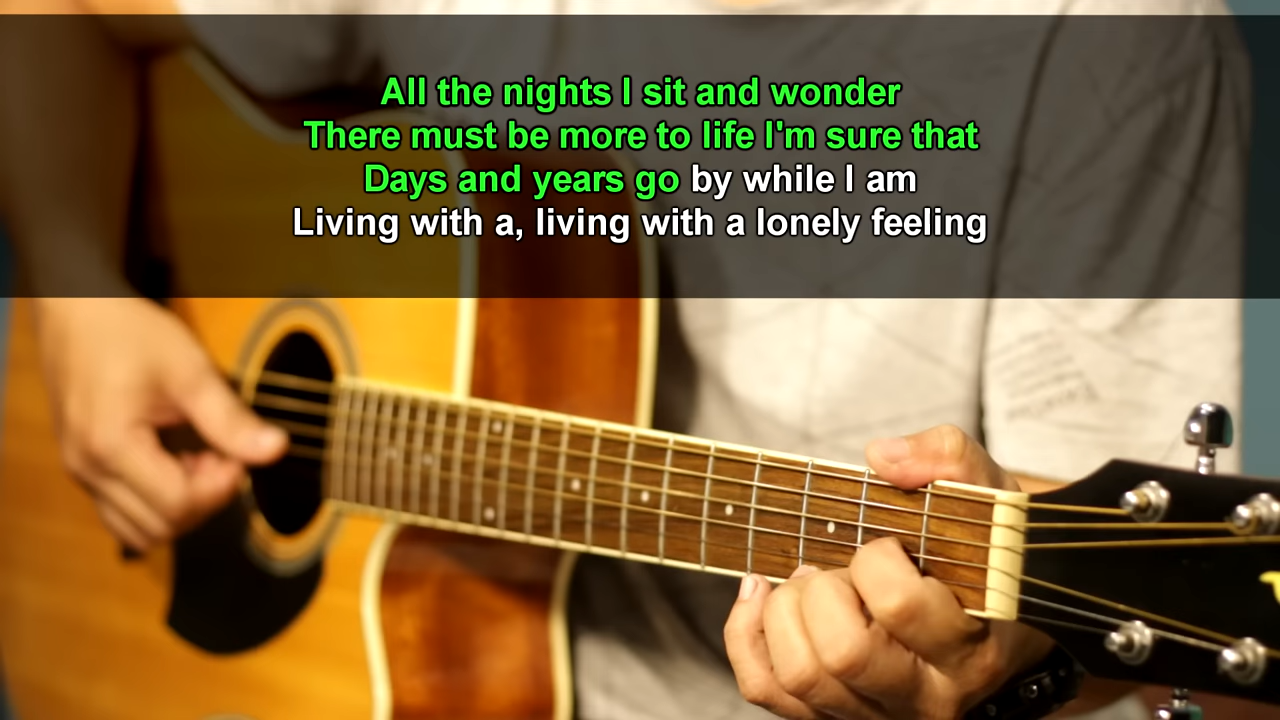 All the nights I sit and wonder
There must be more to life I'm sure that
Days and years go by while I am
Living with a, living with a lonely feeling